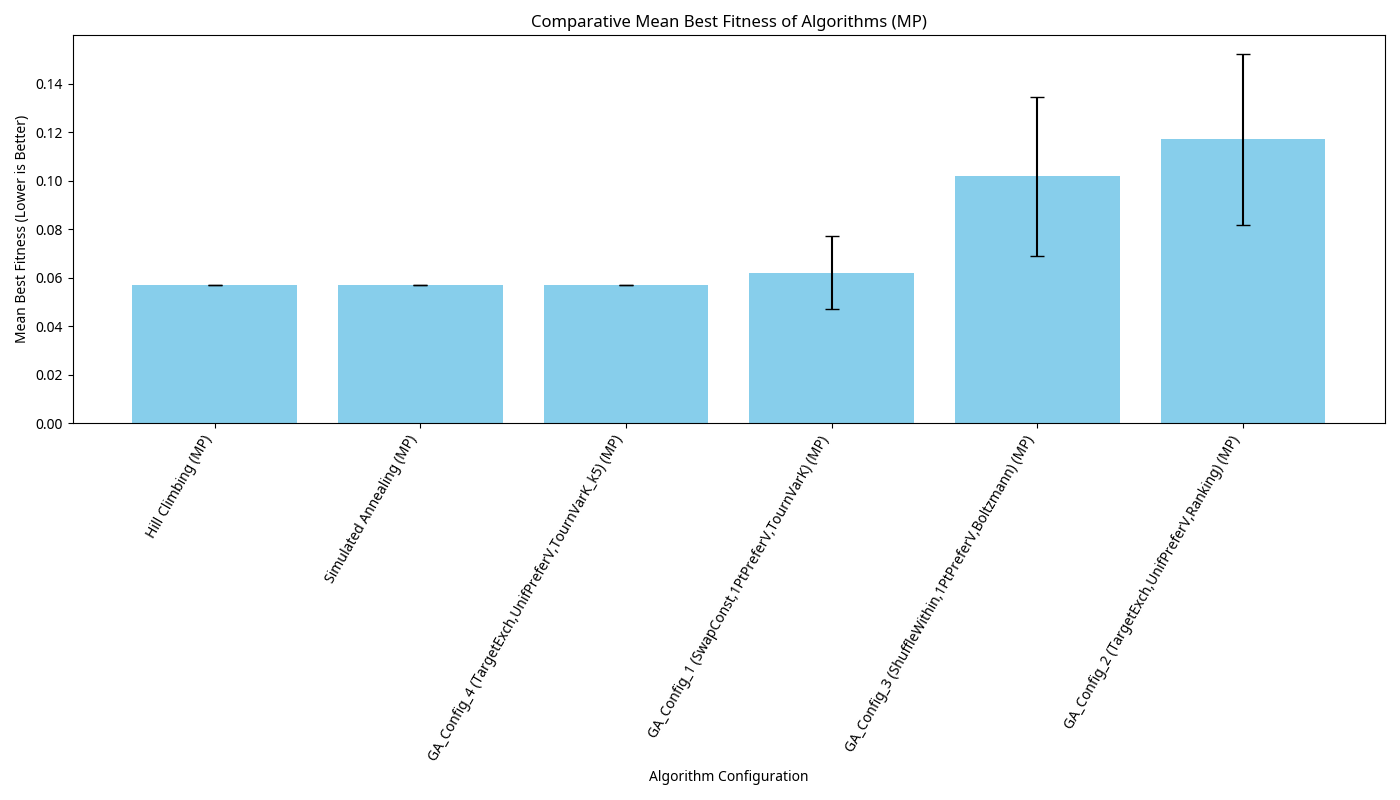 Comparative Mean Best Fitness of Algorithms (MP)
Mean Best Fitness (Lower is Better)
0.14
0.12
0.10
0.08
0.06
0.04
0.02
0.00
Hill Climbing (MP)
Simulated Annealing (MP)
GA_Config_4 (TargetExch,UnifPreferV,TournVarK_k5) (MP)
GA_Config_1 (SwapConst,1PtPreferV,TournVarK) (MP)
GA_Config_3 (ShuffleWithin,1PtPreferV,Boltzmann) (MP)
GA_Config_2 (TargetExch,UnifPreferV,Ranking) (MP)
Algorithm Configuration